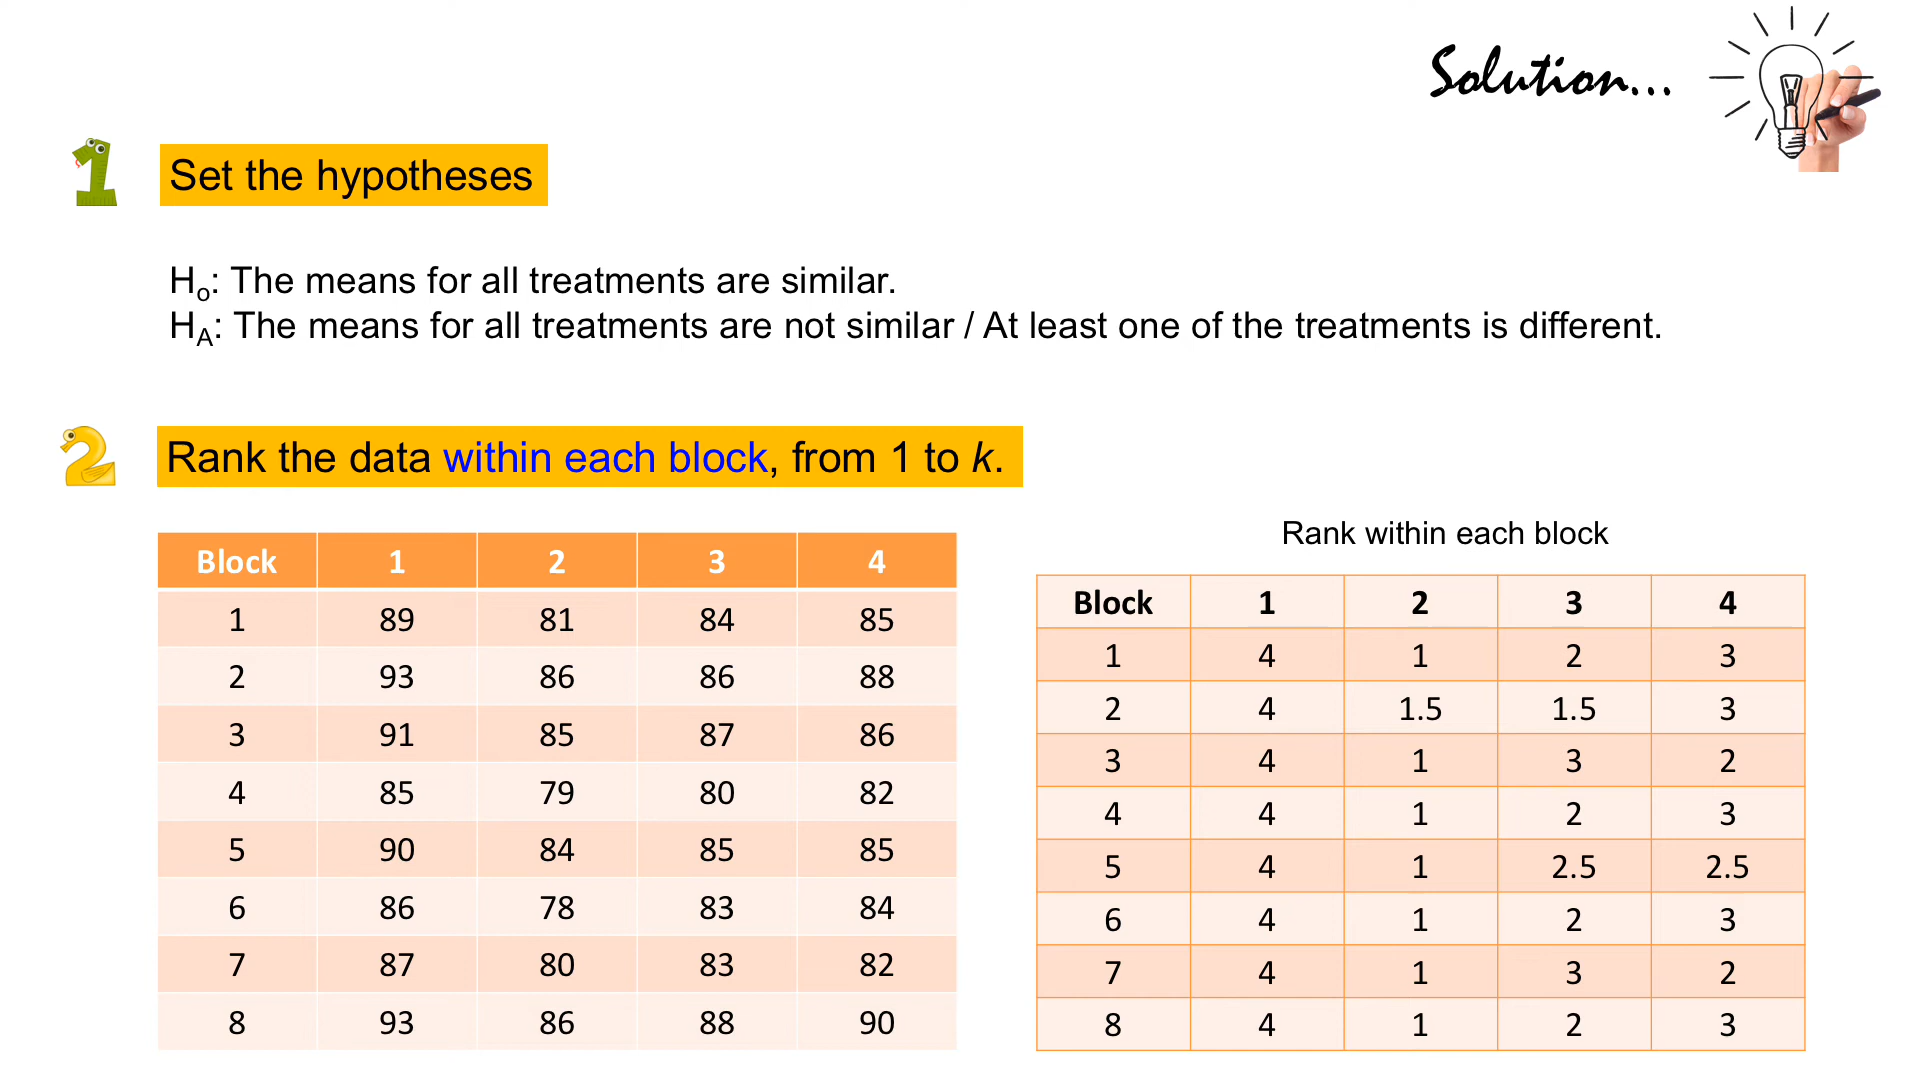 Solution...
1 Set the hypotheses
Ho: The means for all treatments are similar.
HA: The means for all treatments are not similar / At least one of the treatments is different.
2 Rank the data within each block, from 1 to k.
Block 1 2 3 4
1 89 81 84 85
2 93 86 86 88
3 91 85 87 86
4 85 79 80 82
5 90 84 85 85
6 86 78 83 84
7 87 80 83 82
8 93 86 88 90
Rank within each block
Block 1 2 3 4
1 4 1 2 3
2 4 1.5 1.5 3
3 4 1 3 2
4 4 1 2 3
5 4 1 2.5 2.5
6 4 1 2 3
7 4 1 3 2
8 4 1 2 3